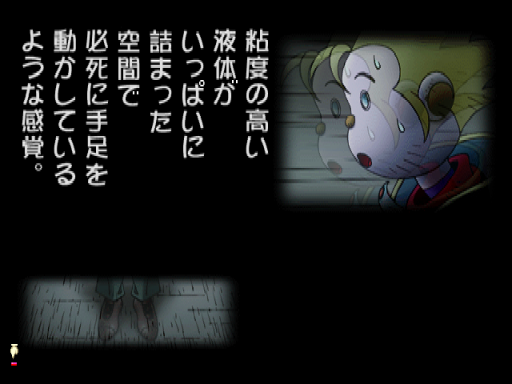 粘度の高い
液体が
いっぱいに
詰まった
空間で
必死に手足を
動かしている
ような感覚。